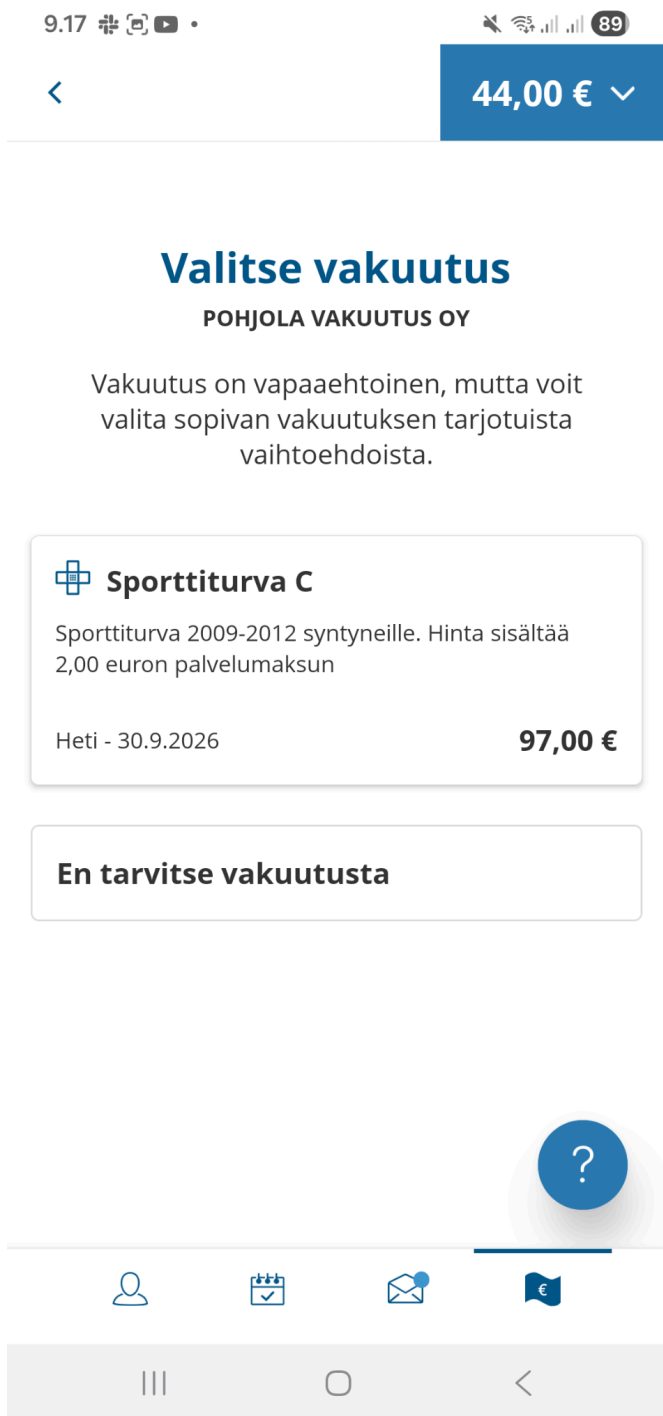 9.17
89
44,00 €
Valitse vakuutus
POHJOLA VAKUUTUS OY
Vakuutus on vapaaehtoinen, mutta voit
valita sopivan vakuutuksen tarjotuista
vaihtoehdoista.
Sporttiturva C
Sporttiturva 2009-2012 syntyneille. Hinta sisältää
2,00 euron palvelumaksun
Heti - 30.9.2026 97,00 €
En tarvitse vakuutusta
?
€